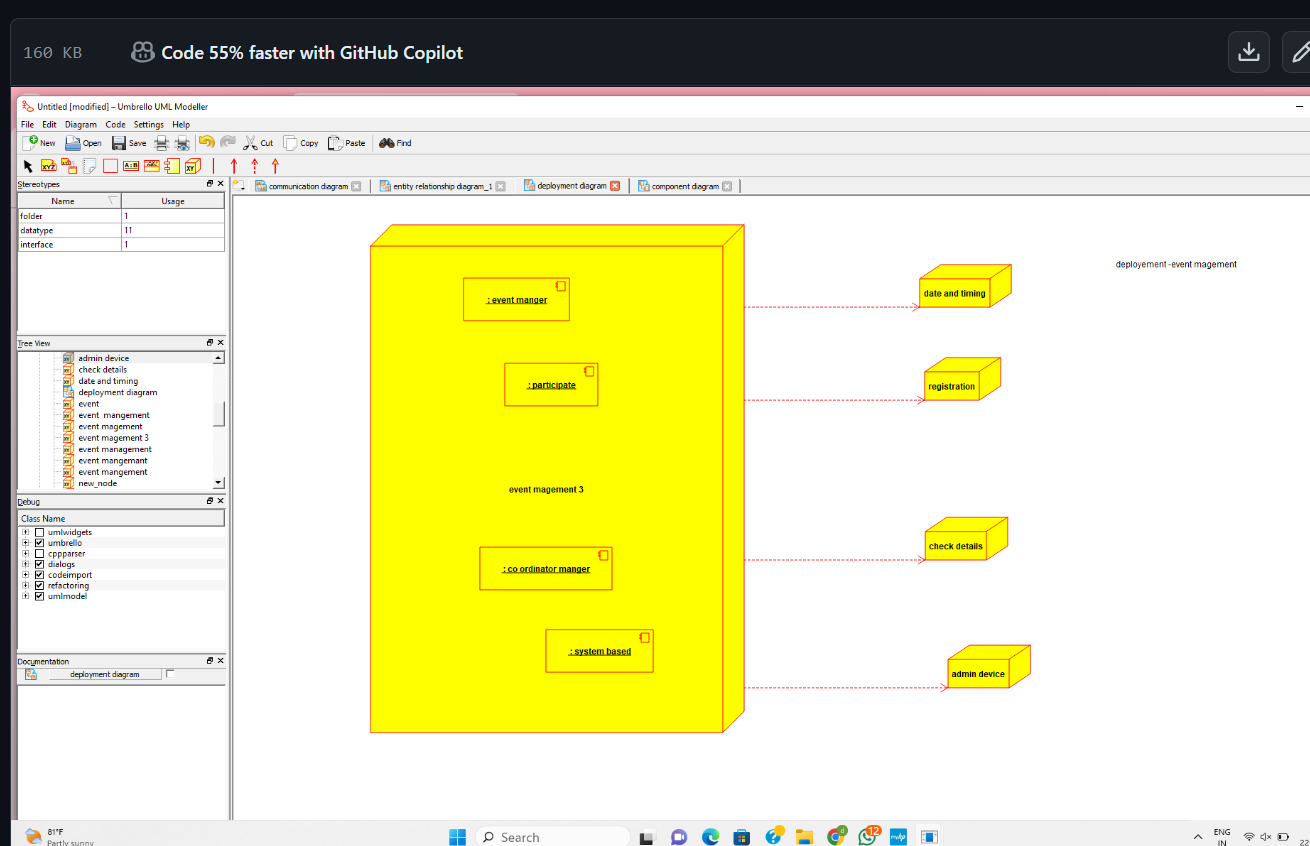 160 KB
Code 55% faster with GitHub Copilot
Untitled [modified] – Umbrello UML Modeller
File Edit Diagram Code Settings Help
New Open Save Cut Copy Paste Find
Stereotypes
Name Usage
folder 1
datatype 11
interface 1
communication diagram entity relationship diagram_1 deployment diagram component diagram
deployement -event magement
: event manger
: participate
event magement 3
: co ordinator manger
: system based
date and timing
registration
check details
admin device
Tree View
admin device
check details
date and timing
deployment diagram
event
event mangement
event magement
event magement 3
event management
event mangemant
event mangement
new_node
Debug
Class Name
umlwidgets
umbrello
cppparser
dialogs
codeimport
refactoring
umlmodel
Documentation
deployment diagram
81°F
Partly sunny
Search
12
ENG
IN
22